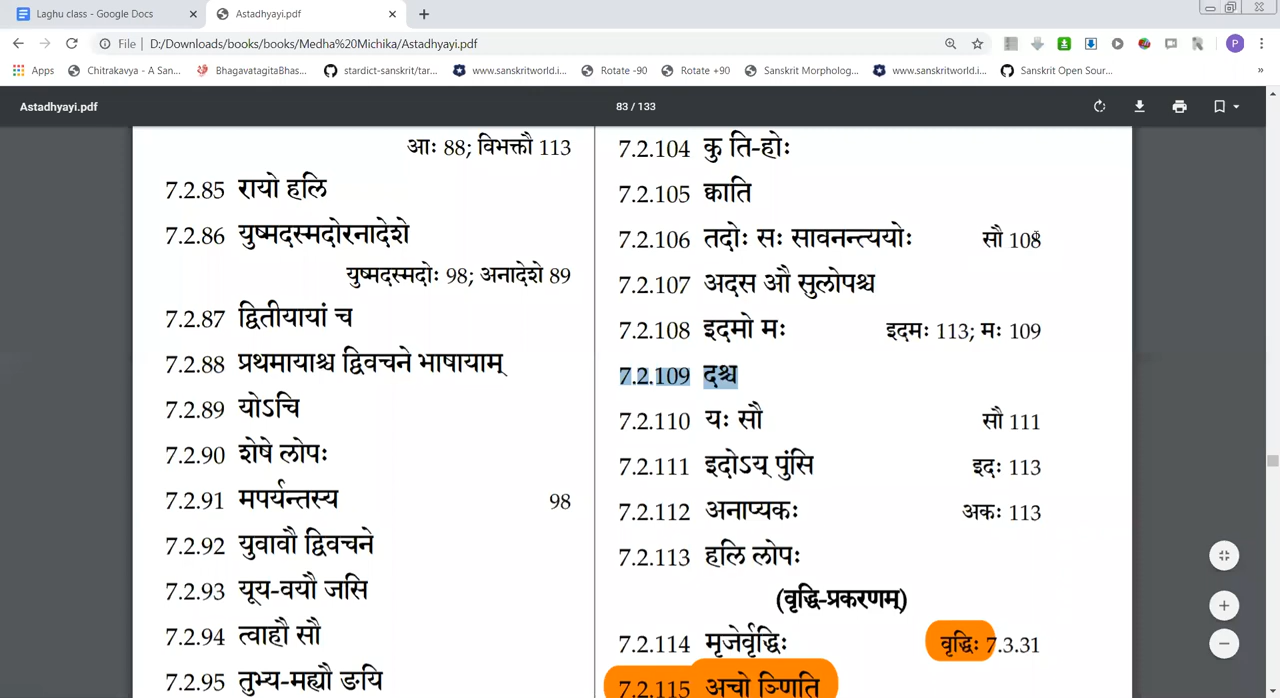 Laghu class - Google Docs
Astadhyayi.pdf
File | D:/Downloads/books/books/Medha%20Michika/Astadhyayi.pdf
P
Apps
Chitrakavya - A San...
BhagavatagitaBhas...
stardict-sanskrit/tar...
www.sanskritworld.i...
Rotate -90
Rotate +90
Sanskrit Morpholog...
www.sanskritworld.i...
Sanskrit Open Sour...
»
Astadhyayi.pdf
83 / 133
आः 88; विभक्तौ 113
7.2.85 रायो हलि
7.2.86 युष्मदस्मदोरनादेशे
युष्मदस्मदोः 98; अनादेशे 89
7.2.87 द्वितीयायां च
7.2.88 प्रथमायाश्च द्विवचने भाषायाम्
7.2.89 योऽचि
7.2.90 शेषे लोपः
7.2.91 मपर्यन्तस्य 98
7.2.92 युवावौ द्विवचने
7.2.93 यूय-वयौ जसि
7.2.94 त्वाहौ सौ
7.2.95 तुभ्य-मह्यौ ङयि
7.2.104 कु ति-होः
7.2.105 क्वाति
7.2.106 तदोः सः सावनन्त्ययोः सौ 108
7.2.107 अदस औ सुलोपश्च
7.2.108 इदमो मः इदमः 113; मः 109
7.2.109 दश्च
7.2.110 यः सौ सौ 111
7.2.111 इदोऽय् पुंसि इदः 113
7.2.112 अनाप्यकः अकः 113
7.2.113 हलि लोपः
(वृद्धि-प्रकरणम्)
7.2.114 मृजेर्वृद्धिः वृद्धिः 7.3.31
7.2.115 अचो ञ्णिति